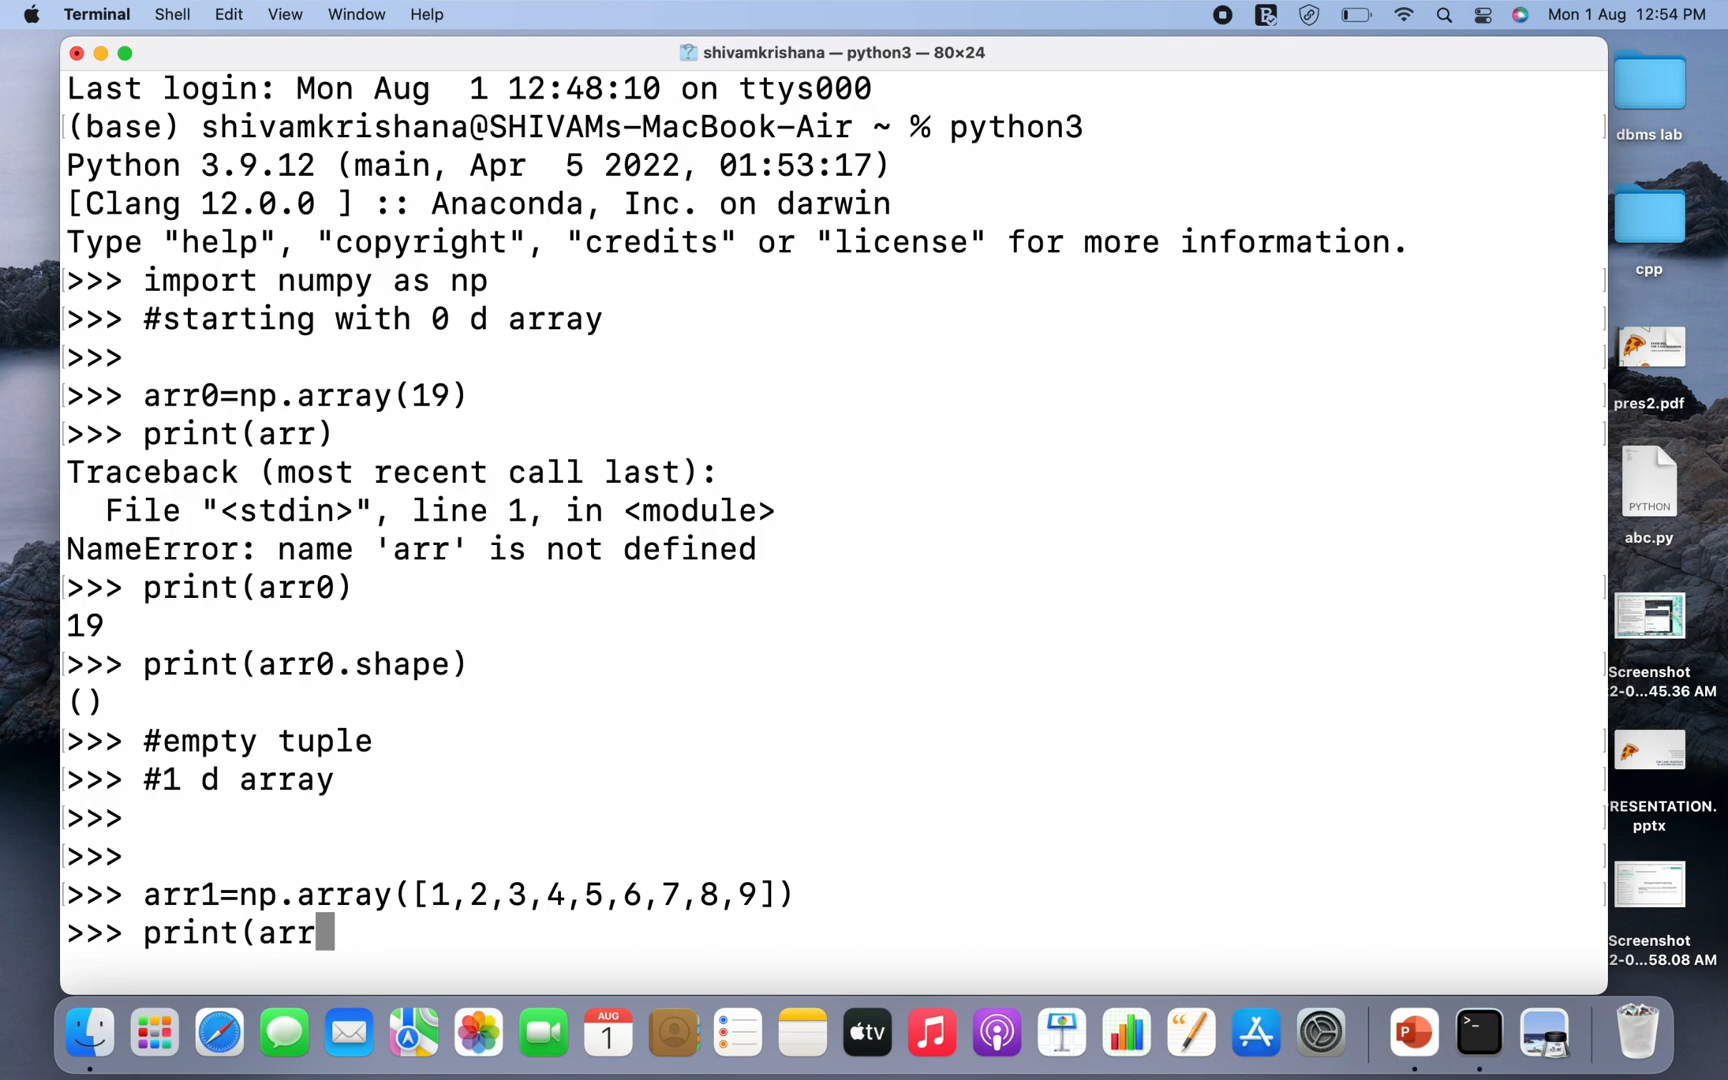 Terminal Shell Edit View Window Help Mon 1 Aug 12:54 PM
shivamkrishana — python3 — 80×24
Last login: Mon Aug  1 12:48:10 on ttys000
(base) shivamkrishana@SHIVAMs-MacBook-Air ~ % python3
Python 3.9.12 (main, Apr  5 2022, 01:53:17)
[Clang 12.0.0 ] :: Anaconda, Inc. on darwin
Type "help", "copyright", "credits" or "license" for more information.
>>> import numpy as np
>>> #starting with 0 d array
>>>
>>> arr0=np.array(19)
>>> print(arr)
Traceback (most recent call last):
  File "<stdin>", line 1, in <module>
NameError: name 'arr' is not defined
>>> print(arr0)
19
>>> print(arr0.shape)
()
>>> #empty tuple
>>> #1 d array
>>>
>>>
>>> arr1=np.array([1,2,3,4,5,6,7,8,9])
>>> print(arr
dbms lab
cpp
pres2.pdf
PYTHON
abc.py
Screenshot
2-0...45.36 AM
RESENTATION.
pptx
Screenshot
2-0...58.08 AM
AUG
1
tv
P
>_